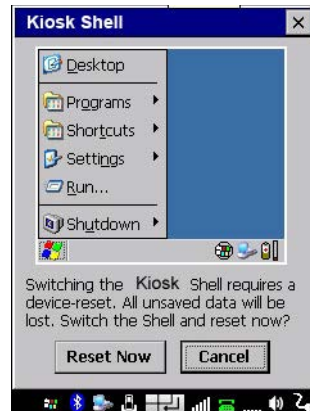 Kiosk Shell
Desktop
Programs
Shortcuts
Settings
Run...
Shutdown
Switching the Kiosk Shell requires a
device-reset. All unsaved data will be
lost. Switch the Shell and reset now?
Reset Now Cancel